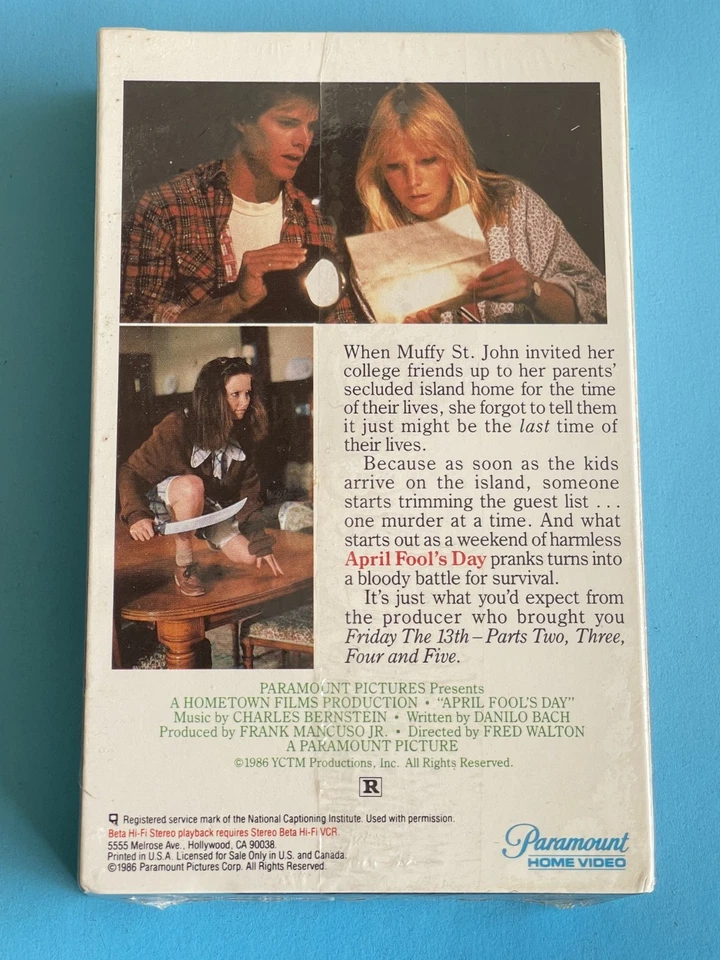 When Muffy St. John invited her
college friends up to her parents'
secluded island home for the time
of their lives, she forgot to tell them
it just might be the last time of
their lives.
Because as soon as the kids
arrive on the island, someone
starts trimming the guest list . . .
one murder at a time. And what
starts out as a weekend of harmless
April Fool's Day pranks turns into
a bloody battle for survival.
It's just what you'd expect from
the producer who brought you
Friday The 13th – Parts Two, Three,
Four and Five.
PARAMOUNT PICTURES Presents
A HOMETOWN FILMS PRODUCTION • "APRIL FOOL'S DAY"
Music by CHARLES BERNSTEIN • Written by DANILO BACH
Produced by FRANK MANCUSO JR. • Directed by FRED WALTON
A PARAMOUNT PICTURE
©1986 YCTM Productions, Inc. All Rights Reserved.
R
Registered service mark of the National Captioning Institute. Used with permission.
Beta Hi-Fi Stereo playback requires Stereo Beta Hi-Fi VCR.
5555 Melrose Ave., Hollywood, CA 90038.
Printed in U.S.A. Licensed for Sale Only in U.S. and Canada.
©1986 Paramount Pictures Corp. All Rights Reserved.
Paramount
HOME VIDEO